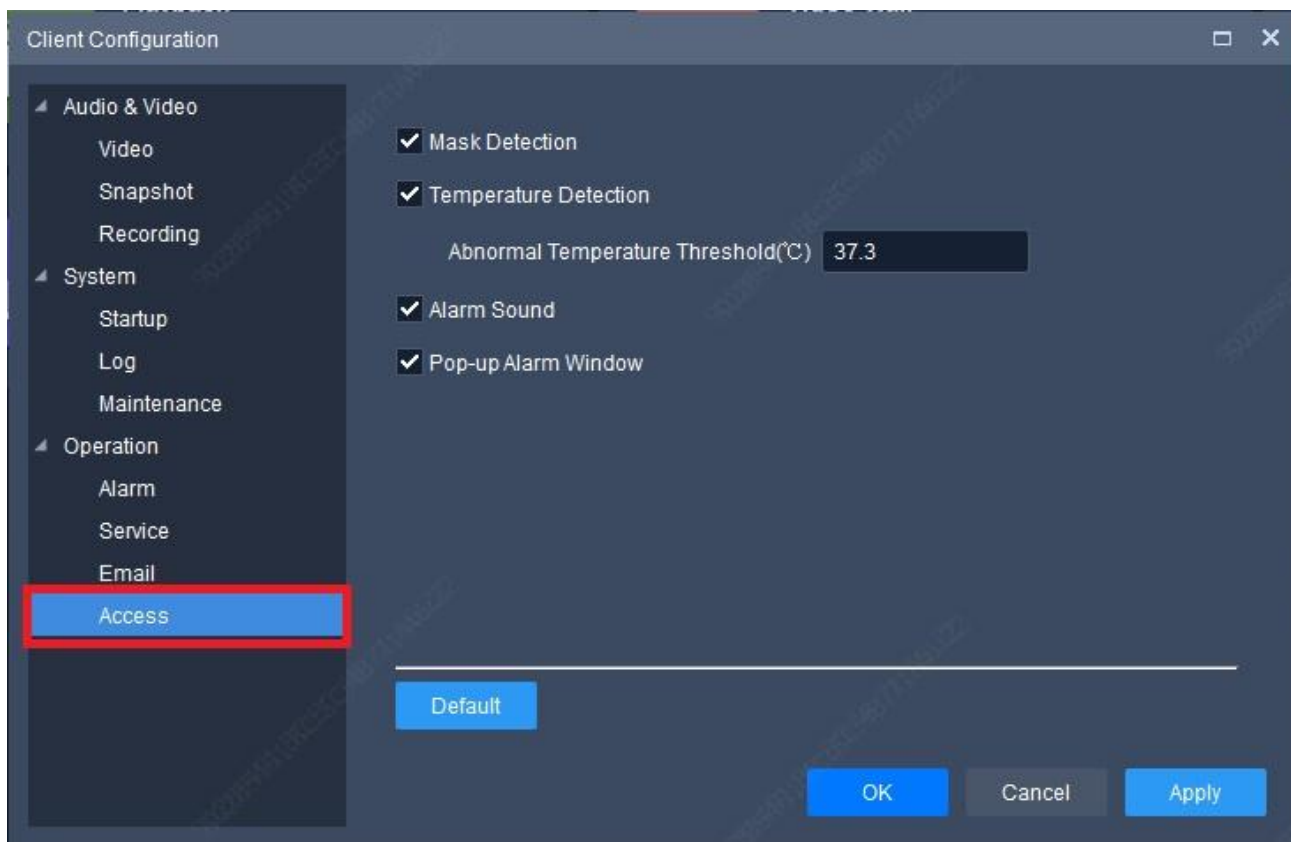 Client Configuration
Audio & Video
Video
Snapshot
Recording
System
Startup
Log
Maintenance
Operation
Alarm
Service
Email
Access
Mask Detection
Temperature Detection
Abnormal Temperature Threshold(℃) 37.3
Alarm Sound
Pop-up Alarm Window
Default
OK Cancel Apply